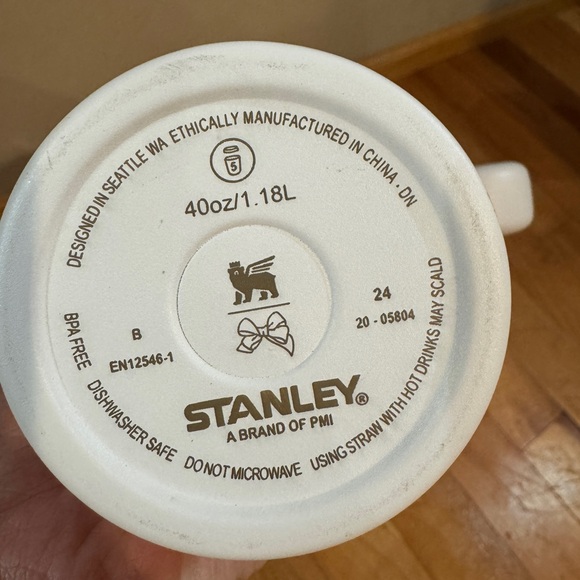 DESIGNED IN SEATTLE WA ETHICALLY MANUFACTURED IN CHINA · DN
5
40oz/1.18L
B
EN12546-1
24
20 - 05804
STANLEY®
A BRAND OF PMI
BPA FREE DISHWASHER SAFE DO NOT MICROWAVE USING STRAW WITH HOT DRINKS MAY SCALD